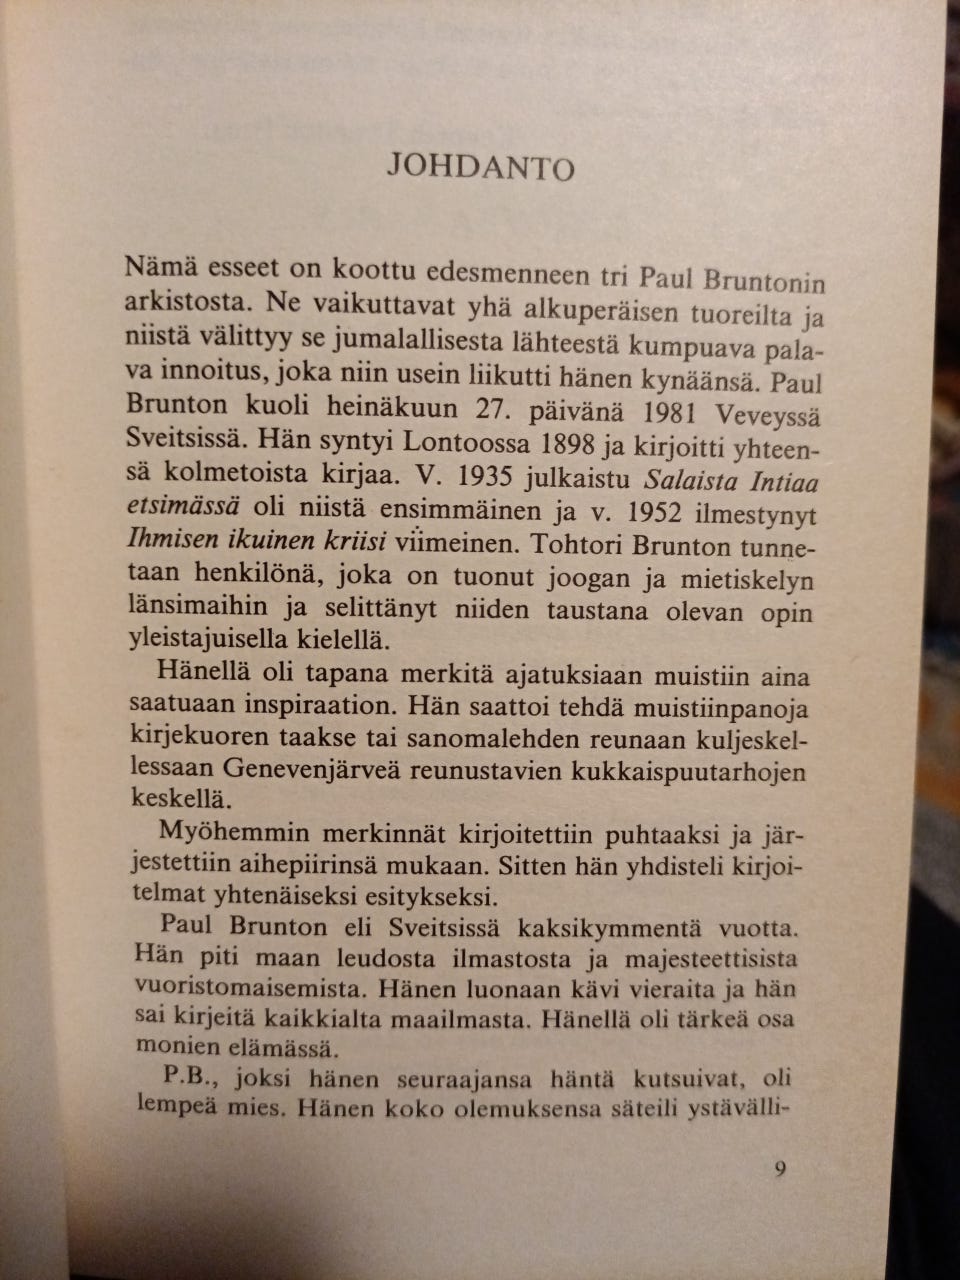 JOHDANTO
Nämä esseet on koottu edesmenneen tri Paul Bruntonin
arkistosta. Ne vaikuttavat yhä alkuperäisen tuoreilta ja
niistä välittyy se jumalallisesta lähteestä kumpuava pala-
va innoitus, joka niin usein liikutti hänen kynäänsä. Paul
Brunton kuoli heinäkuun 27. päivänä 1981 Veveyssä
Sveitsissä. Hän syntyi Lontoossa 1898 ja kirjoitti yhteen-
sä kolmetoista kirjaa. V. 1935 julkaistu Salaista Intiaa
etsimässä oli niistä ensimmäinen ja v. 1952 ilmestynyt
Ihmisen ikuinen kriisi viimeinen. Tohtori Brunton tunne-
taan henkilönä, joka on tuonut joogan ja mietiskelyn
länsimaihin ja selittänyt niiden taustana olevan opin
yleistajuisella kielellä.
Hänellä oli tapana merkitä ajatuksiaan muistiin aina
saatuaan inspiraation. Hän saattoi tehdä muistiinpanoja
kirjekuoren taakse tai sanomalehden reunaan kuljeskel-
lessaan Genevenjärveä reunustavien kukkaispuutarhojen
keskellä.
Myöhemmin merkinnät kirjoitettiin puhtaaksi ja jär-
jestettiin aihepiirinsä mukaan. Sitten hän yhdisteli kirjoi-
telmat yhtenäiseksi esitykseksi.
Paul Brunton eli Sveitsissä kaksikymmentä vuotta.
Hän piti maan leudosta ilmastosta ja majesteettisista
vuoristomaisemista. Hänen luonaan kävi vieraita ja hän
sai kirjeitä kaikkialta maailmasta. Hänellä oli tärkeä osa
monien elämässä.
P.B., joksi hänen seuraajansa häntä kutsuivat, oli
lempeä mies. Hänen koko olemuksensa säteili ystävälli-
9